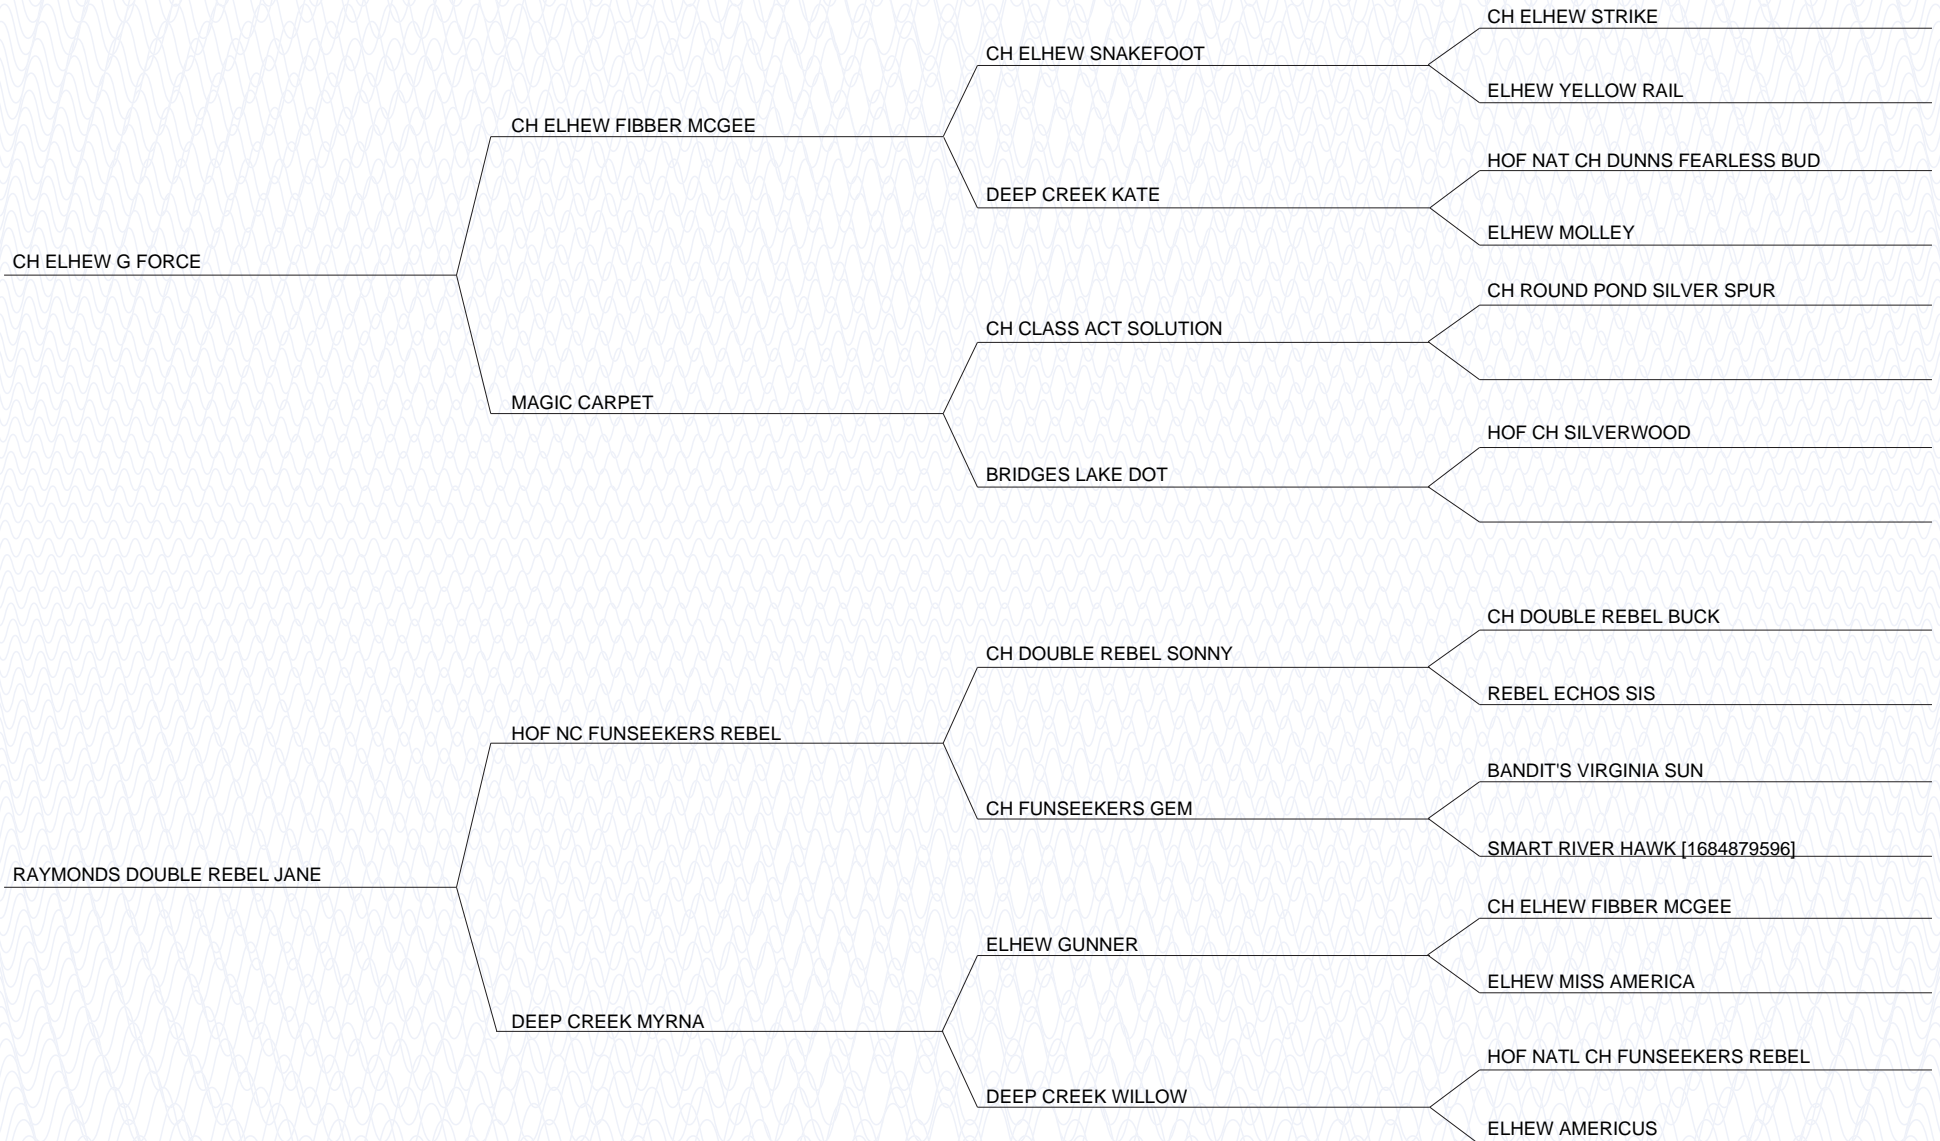 CH ELHEW STRIKE
CH ELHEW SNAKEFOOT
ELHEW YELLOW RAIL
CH ELHEW FIBBER MCGEE
HOF NAT CH DUNNS FEARLESS BUD
DEEP CREEK KATE
ELHEW MOLLEY
CH ELHEW G FORCE
CH ROUND POND SILVER SPUR
CH CLASS ACT SOLUTION
MAGIC CARPET
HOF CH SILVERWOOD
BRIDGES LAKE DOT
CH DOUBLE REBEL BUCK
CH DOUBLE REBEL SONNY
REBEL ECHOS SIS
HOF NC FUNSEEKERS REBEL
BANDIT'S VIRGINIA SUN
CH FUNSEEKERS GEM
SMART RIVER HAWK [1684879596]
RAYMONDS DOUBLE REBEL JANE
CH ELHEW FIBBER MCGEE
ELHEW GUNNER
ELHEW MISS AMERICA
DEEP CREEK MYRNA
HOF NATL CH FUNSEEKERS REBEL
DEEP CREEK WILLOW
ELHEW AMERICUS